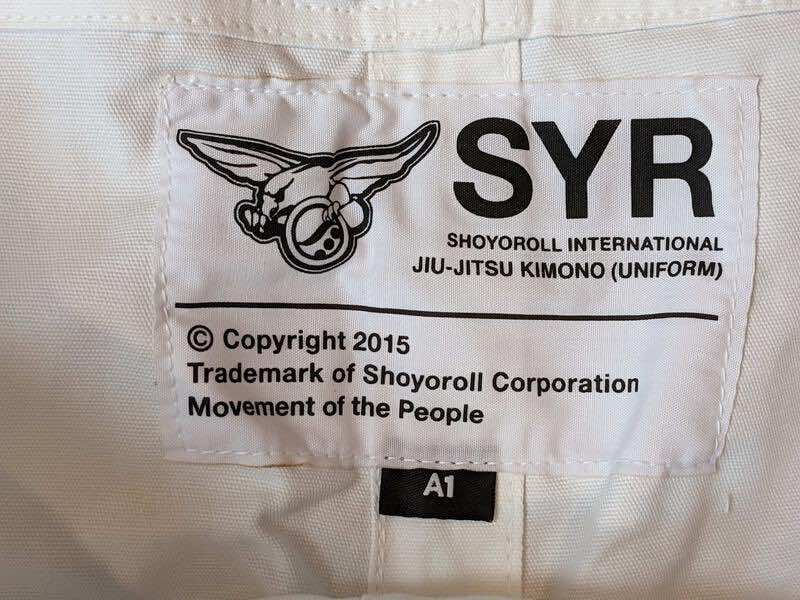 SYR
SHOYOROLL INTERNATIONAL
JIU-JITSU KIMONO (UNIFORM)
© Copyright 2015
Trademark of Shoyoroll Corporation
Movement of the People
A1